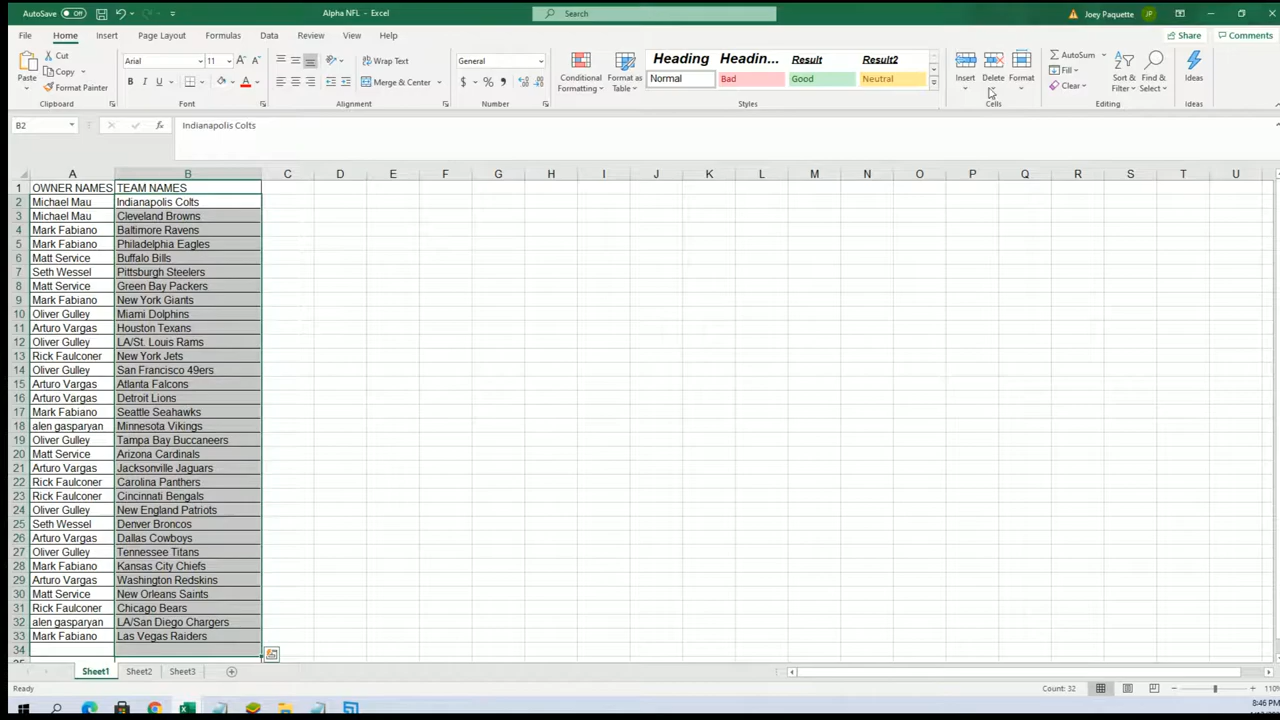 AutoSave Off Alpha NFL - Excel Search Joey Paquette JP
File Home Insert Page Layout Formulas Data Review View Help Share Comments
Paste Cut Copy Format Painter Clipboard
Arial 11 B I U Font
Wrap Text Merge & Center Alignment
General $ % Number
Conditional Formatting Format as Table
Heading Headin... Result Result2
Normal Bad Good Neutral Styles
Insert Delete Format Cells
AutoSum Fill Clear Sort & Filter Find & Select Editing
Ideas Ideas
B2 fx Indianapolis Colts
A B C D E F G H I J K L M N O P Q R S T U
1 OWNER NAMES TEAM NAMES
2 Michael Mau Indianapolis Colts
3 Michael Mau Cleveland Browns
4 Mark Fabiano Baltimore Ravens
5 Mark Fabiano Philadelphia Eagles
6 Matt Service Buffalo Bills
7 Seth Wessel Pittsburgh Steelers
8 Matt Service Green Bay Packers
9 Mark Fabiano New York Giants
10 Oliver Gulley Miami Dolphins
11 Arturo Vargas Houston Texans
12 Oliver Gulley LA/St. Louis Rams
13 Rick Faulconer New York Jets
14 Oliver Gulley San Francisco 49ers
15 Arturo Vargas Atlanta Falcons
16 Arturo Vargas Detroit Lions
17 Mark Fabiano Seattle Seahawks
18 alen gasparyan Minnesota Vikings
19 Oliver Gulley Tampa Bay Buccaneers
20 Matt Service Arizona Cardinals
21 Arturo Vargas Jacksonville Jaguars
22 Rick Faulconer Carolina Panthers
23 Rick Faulconer Cincinnati Bengals
24 Oliver Gulley New England Patriots
25 Seth Wessel Denver Broncos
26 Arturo Vargas Dallas Cowboys
27 Oliver Gulley Tennessee Titans
28 Mark Fabiano Kansas City Chiefs
29 Arturo Vargas Washington Redskins
30 Matt Service New Orleans Saints
31 Rick Faulconer Chicago Bears
32 alen gasparyan LA/San Diego Chargers
33 Mark Fabiano Las Vegas Raiders
34
Sheet1 Sheet2 Sheet3
Ready Count: 32 110%
8:46 PM